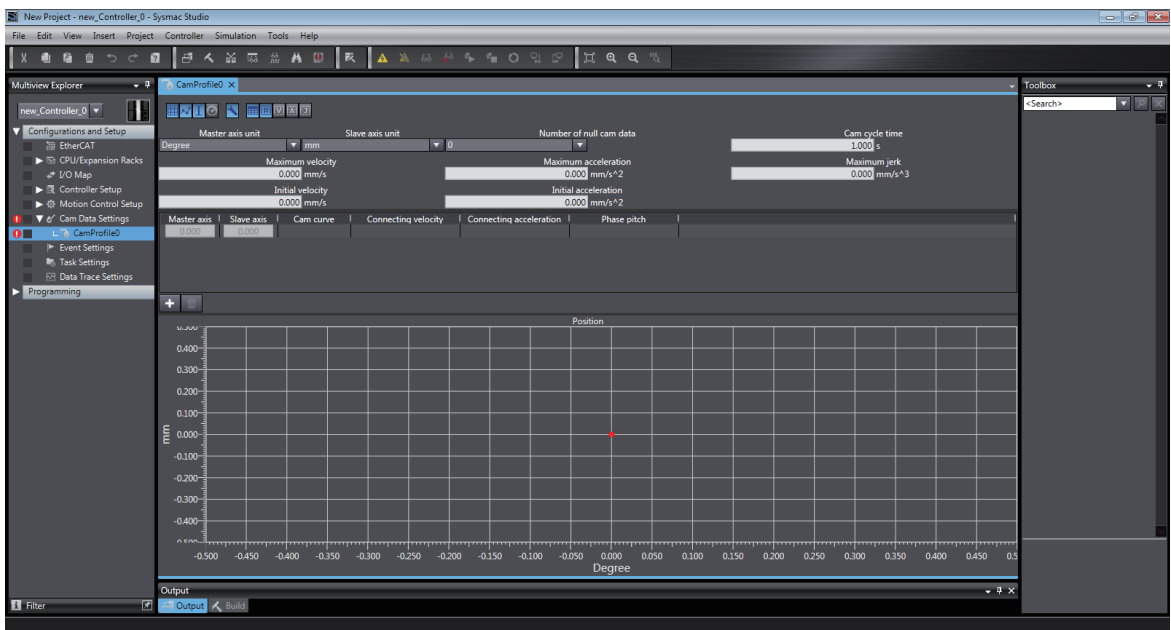 New Project - new_Controller_0 - Sysmac Studio
File Edit View Insert Project Controller Simulation Tools Help
Multiview Explorer
new_Controller_0
Configurations and Setup
EtherCAT
CPU/Expansion Racks
I/O Map
Controller Setup
Motion Control Setup
Cam Data Settings
CamProfile0
Event Settings
Task Settings
Data Trace Settings
Programming
Filter
CamProfile0
Master axis unit Slave axis unit Number of null cam data Cam cycle time
Degree mm 0 1.000 s
Maximum velocity Maximum acceleration Maximum jerk
0.000 mm/s 0.000 mm/s^2 0.000 mm/s^3
Initial velocity Initial acceleration
0.000 mm/s 0.000 mm/s^2
Master axis Slave axis Cam curve Connecting velocity Connecting acceleration Phase pitch
0.000 0.000
Position
0.500
0.400
0.300
0.200
0.100
0.000
-0.100
-0.200
-0.300
-0.400
mm
-0.500 -0.450 -0.400 -0.350 -0.300 -0.250 -0.200 -0.150 -0.100 -0.050 0.000 0.050 0.100 0.150 0.200 0.250 0.300 0.350 0.400 0.450 0.5
Degree
Output
Output Build
Toolbox
<Search>